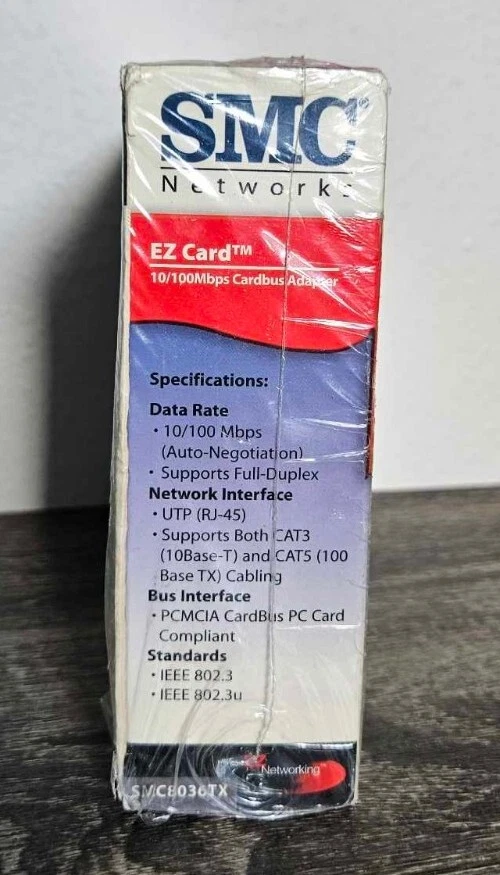 SMC
Networks
EZ Card™
10/100Mbps Cardbus Adapter
Specifications:
Data Rate
• 10/100 Mbps
(Auto-Negotiation)
• Supports Full-Duplex
Network Interface
• UTP (RJ-45)
• Supports Both CAT3
(10Base-T) and CAT5 (100
Base TX) Cabling
Bus Interface
• PCMCIA CardBus PC Card
Compliant
Standards
• IEEE 802.3
• IEEE 802.3u
Networking
SMC8036TX